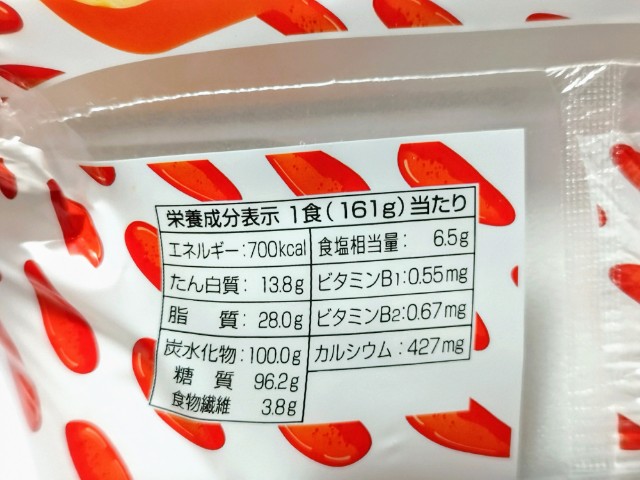 栄養成分表示 1食(161g)当たり
エネルギー:700kcal
たん白質: 13.8g
脂 質: 28.0g
炭水化物:100.0g
糖 質 96.2g
食物繊維 3.8g
食塩相当量: 6.5g
ビタミンB1:0.55mg
ビタミンB2:0.67mg
カルシウム:427mg